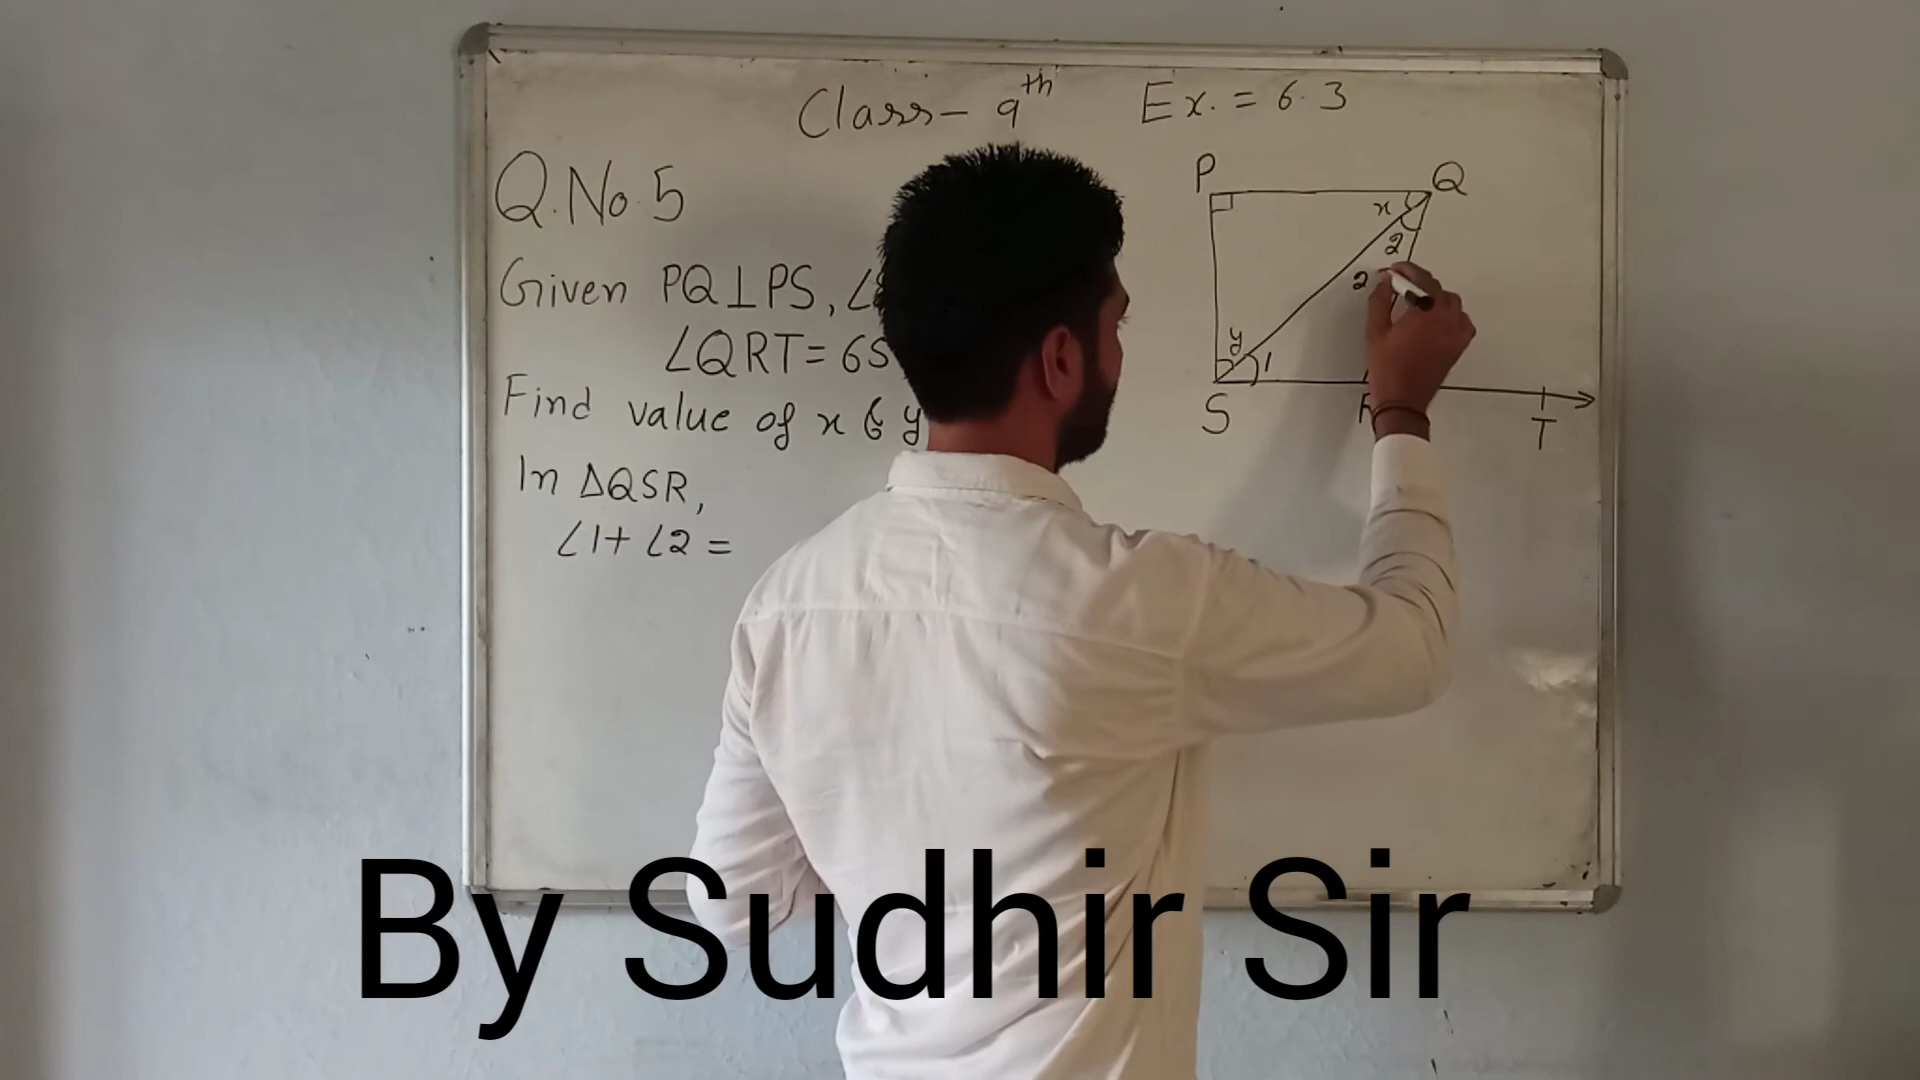 Class- 9th Ex. = 6.3
Q.No.5
Given PQ⊥PS, ∠
∠QRT= 65
Find value of x & y
In ΔQSR,
∠1+ ∠2 =
P Q
x
2
2
y 1
S T
By Sudhir Sir